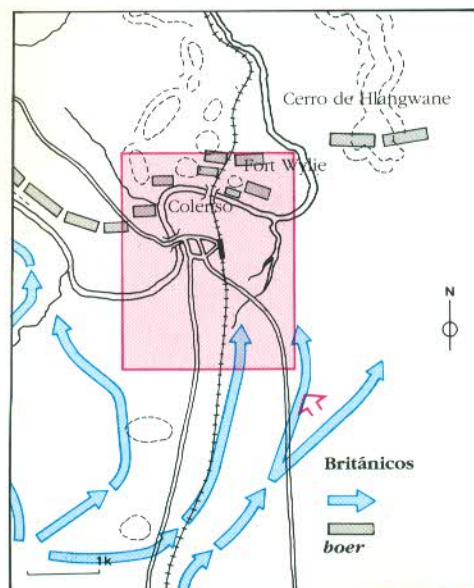 Cerro de Hlangwane
Fort Wylie
Colenso
N
Británicos
boer
1k